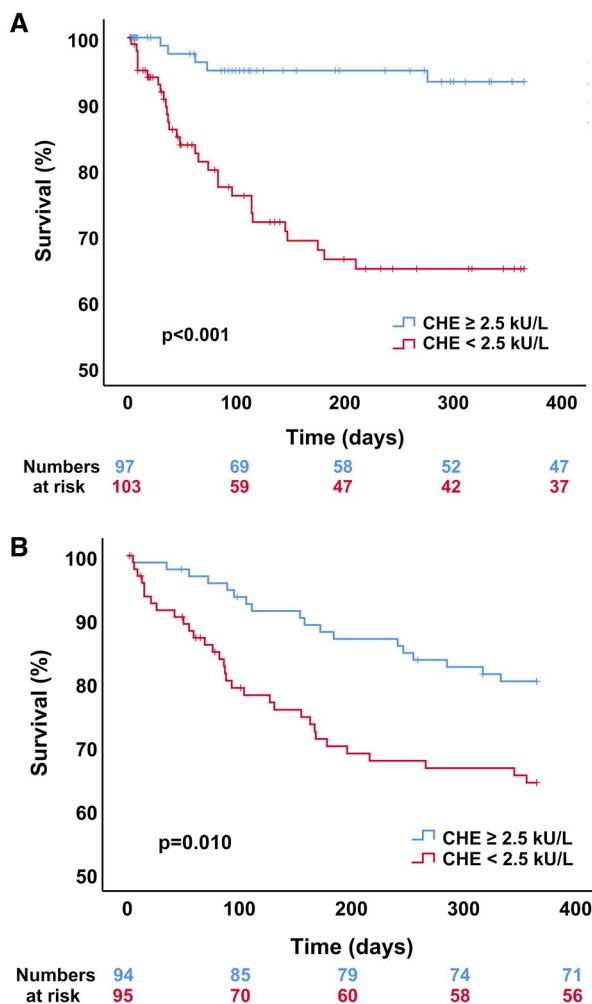 A
Survival (%)
100
90
80
70
60
50
p<0.001
CHE ≥ 2.5 kU/L
CHE < 2.5 kU/L
0 100 200 300 400
Time (days)
Numbers 97 69 58 52 47
at risk 103 59 47 42 37
B
Survival (%)
100
90
80
70
60
50
p=0.010
CHE ≥ 2.5 kU/L
CHE < 2.5 kU/L
0 100 200 300 400
Time (days)
Numbers 94 85 79 74 71
at risk 95 70 60 58 56